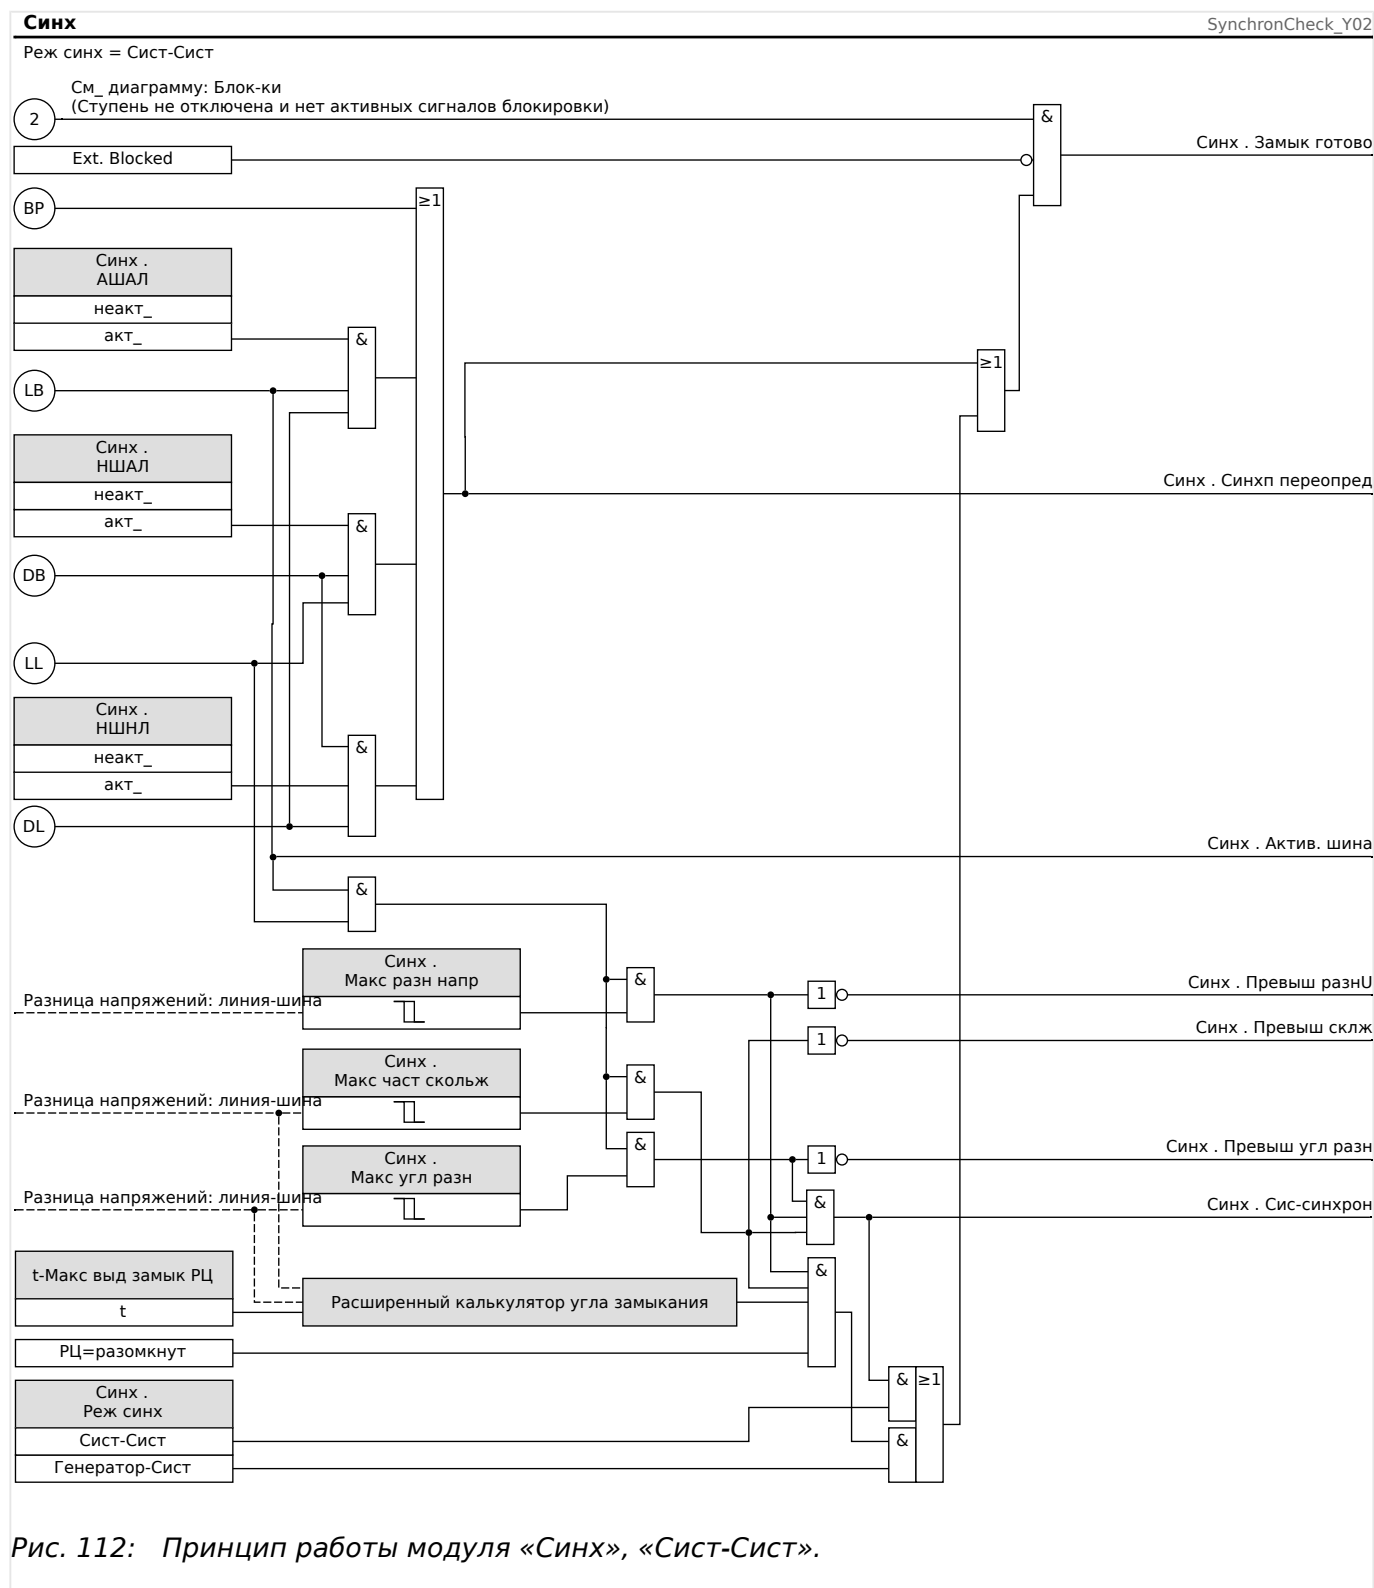 Синх
SynchronCheck_Y02
Реж синх = Сист-Сист
См_ диаграмму: Блок-ки
(Ступень не отключена и нет активных сигналов блокировки)
2
&
Синх . Замык готово
Ext. Blocked
BP
≥1
Синх .
АШАЛ
неакт_
акт_
&
≥1
LB
Синх .
НШАЛ
неакт_
акт_
&
Синх . Синхп переопред
DB
LL
Синх .
НШНЛ
неакт_
акт_
&
DL
Синх . Актив. шина
&
Синх .
Макс разн напр
&
Разница напряжений: линия-шина
1
Синх . Превыш разнU
1
Синх . Превыш склж
Синх .
Макс част скольж
&
Разница напряжений: линия-шина
&
Синх .
Макс угл разн
1
Синх . Превыш угл разн
Разница напряжений: линия-шина
&
Синх . Сис-синхрон
t-Макс выд замык РЦ
t
Расширенный калькулятор угла замыкания
&
РЦ=разомкнут
Синх .
Реж синх
Сист-Сист
Генератор-Сист
&
≥1
&
Рис. 112: Принцип работы модуля «Синх», «Сист-Сист».